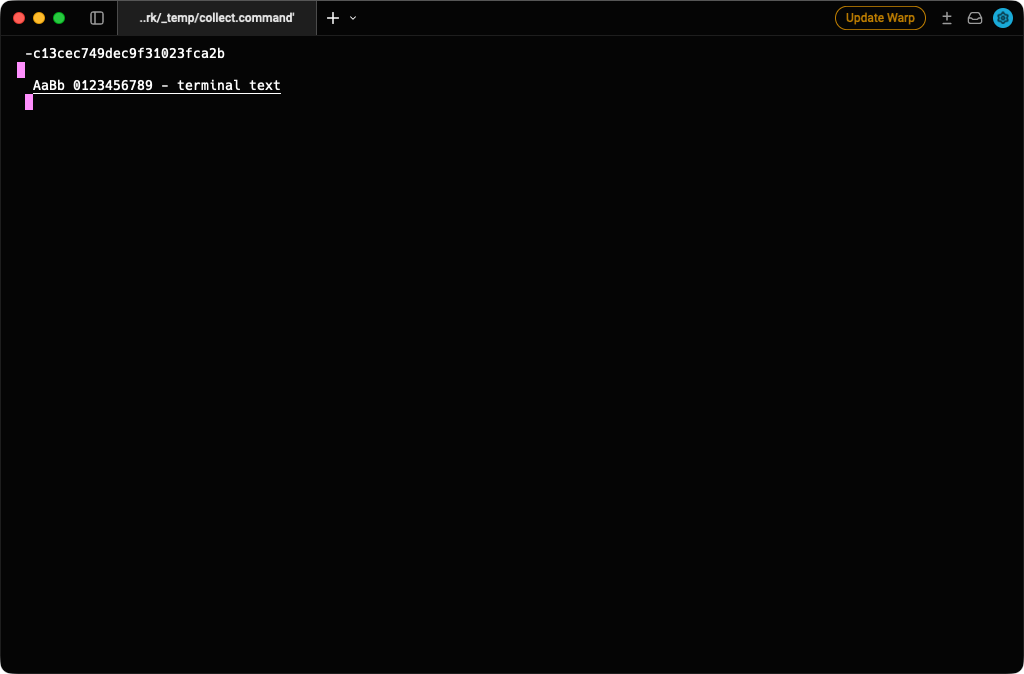 ..rk/_temp/collect.command'
Update Warp
-c13cec749dec9f31023fca2b
AaBb 0123456789 - terminal text